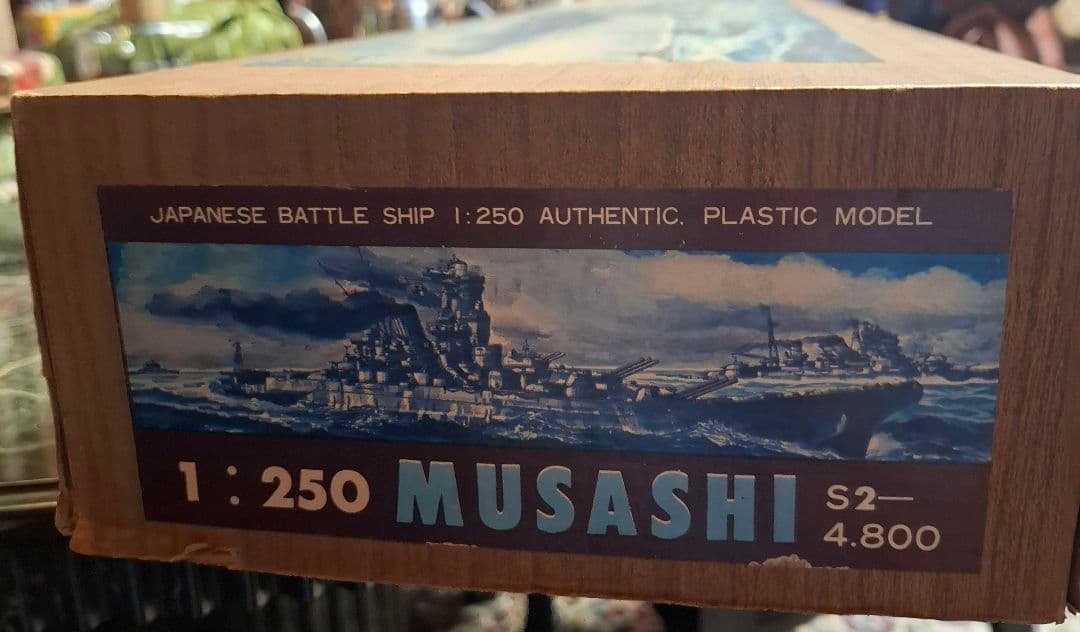 JAPANESE BATTLE SHIP 1:250 AUTHENTIC. PLASTIC MODEL
1:250 MUSASHI S2—
4.800